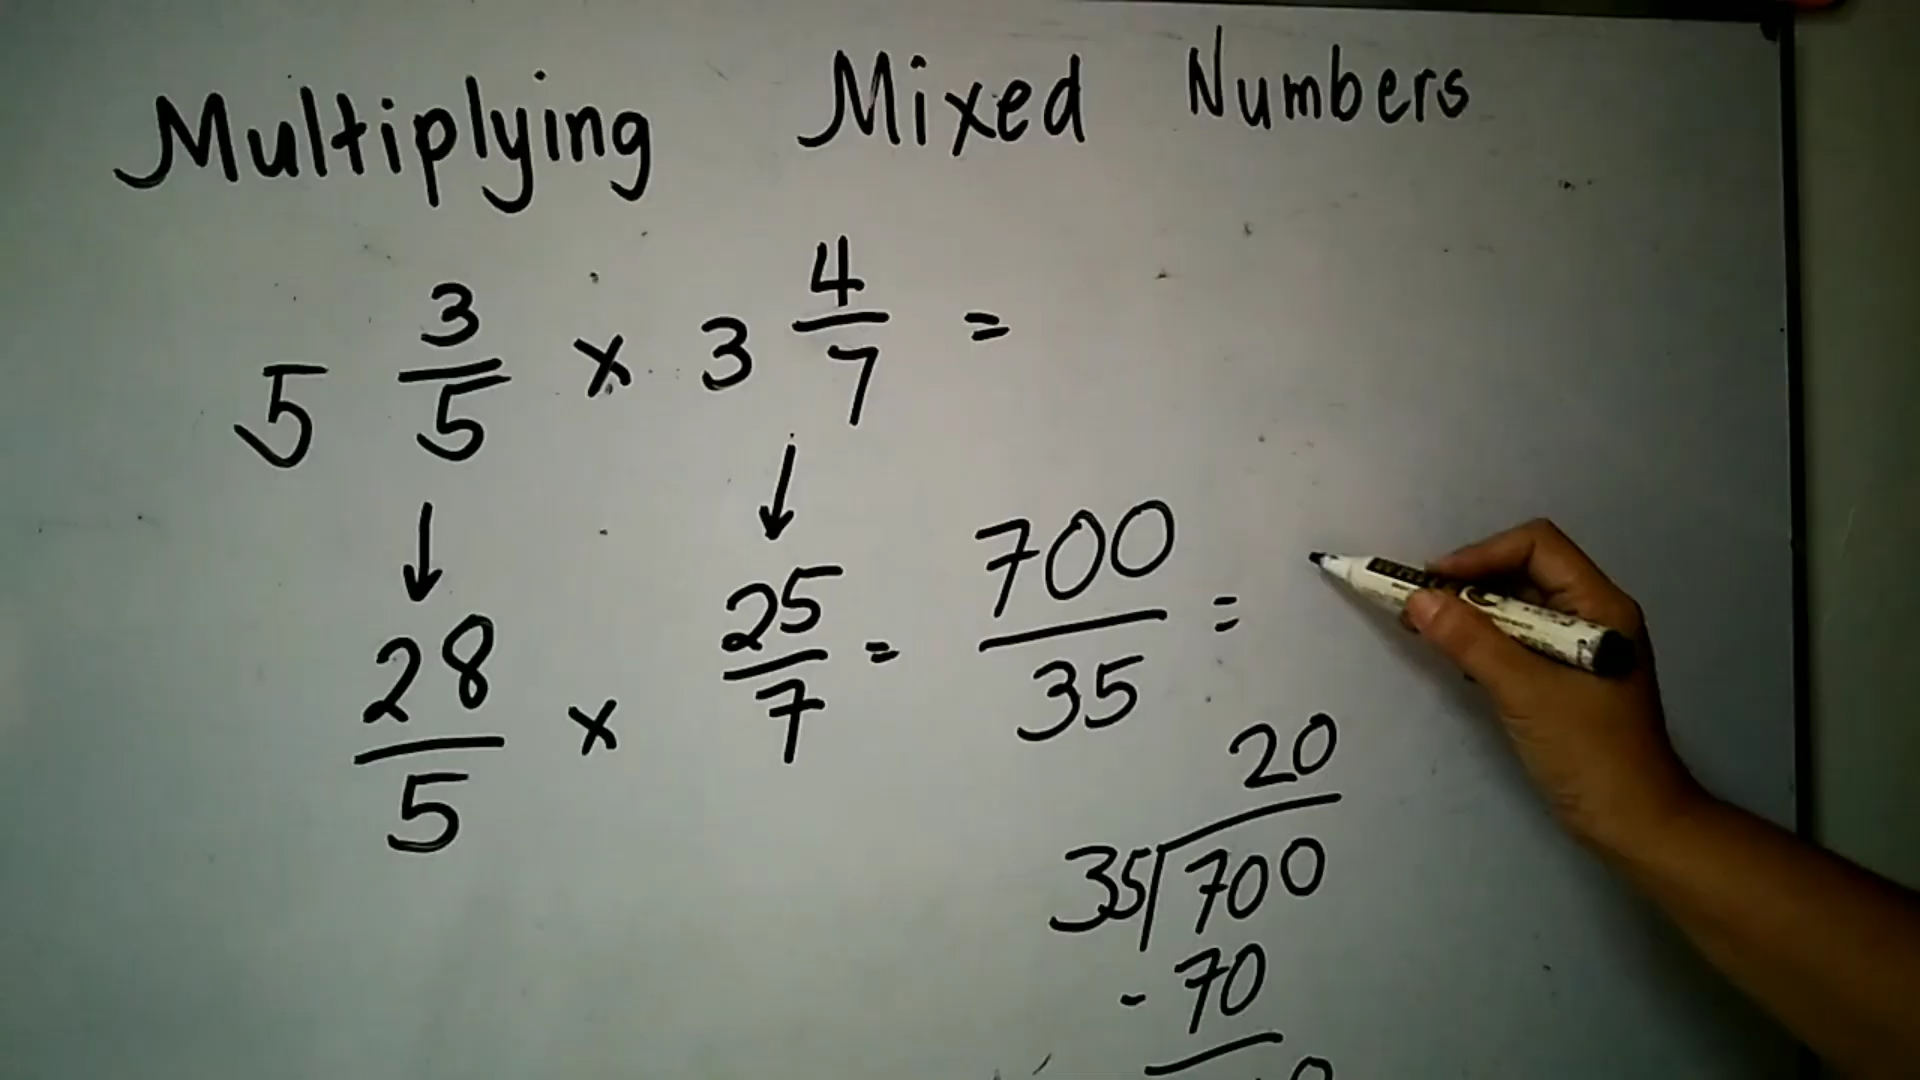 Multiplying Mixed Numbers
5 3/5 x 3 4/7 =
↓ ↓
28/5 x 25/7 = 700/35 =
20
35 700
- 70
0